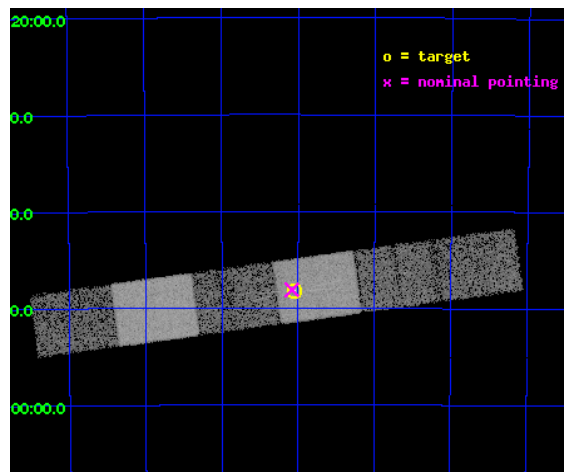 20:00.0
o = target
x = nominal pointing
0.0
0.0
0.0
00:00.0